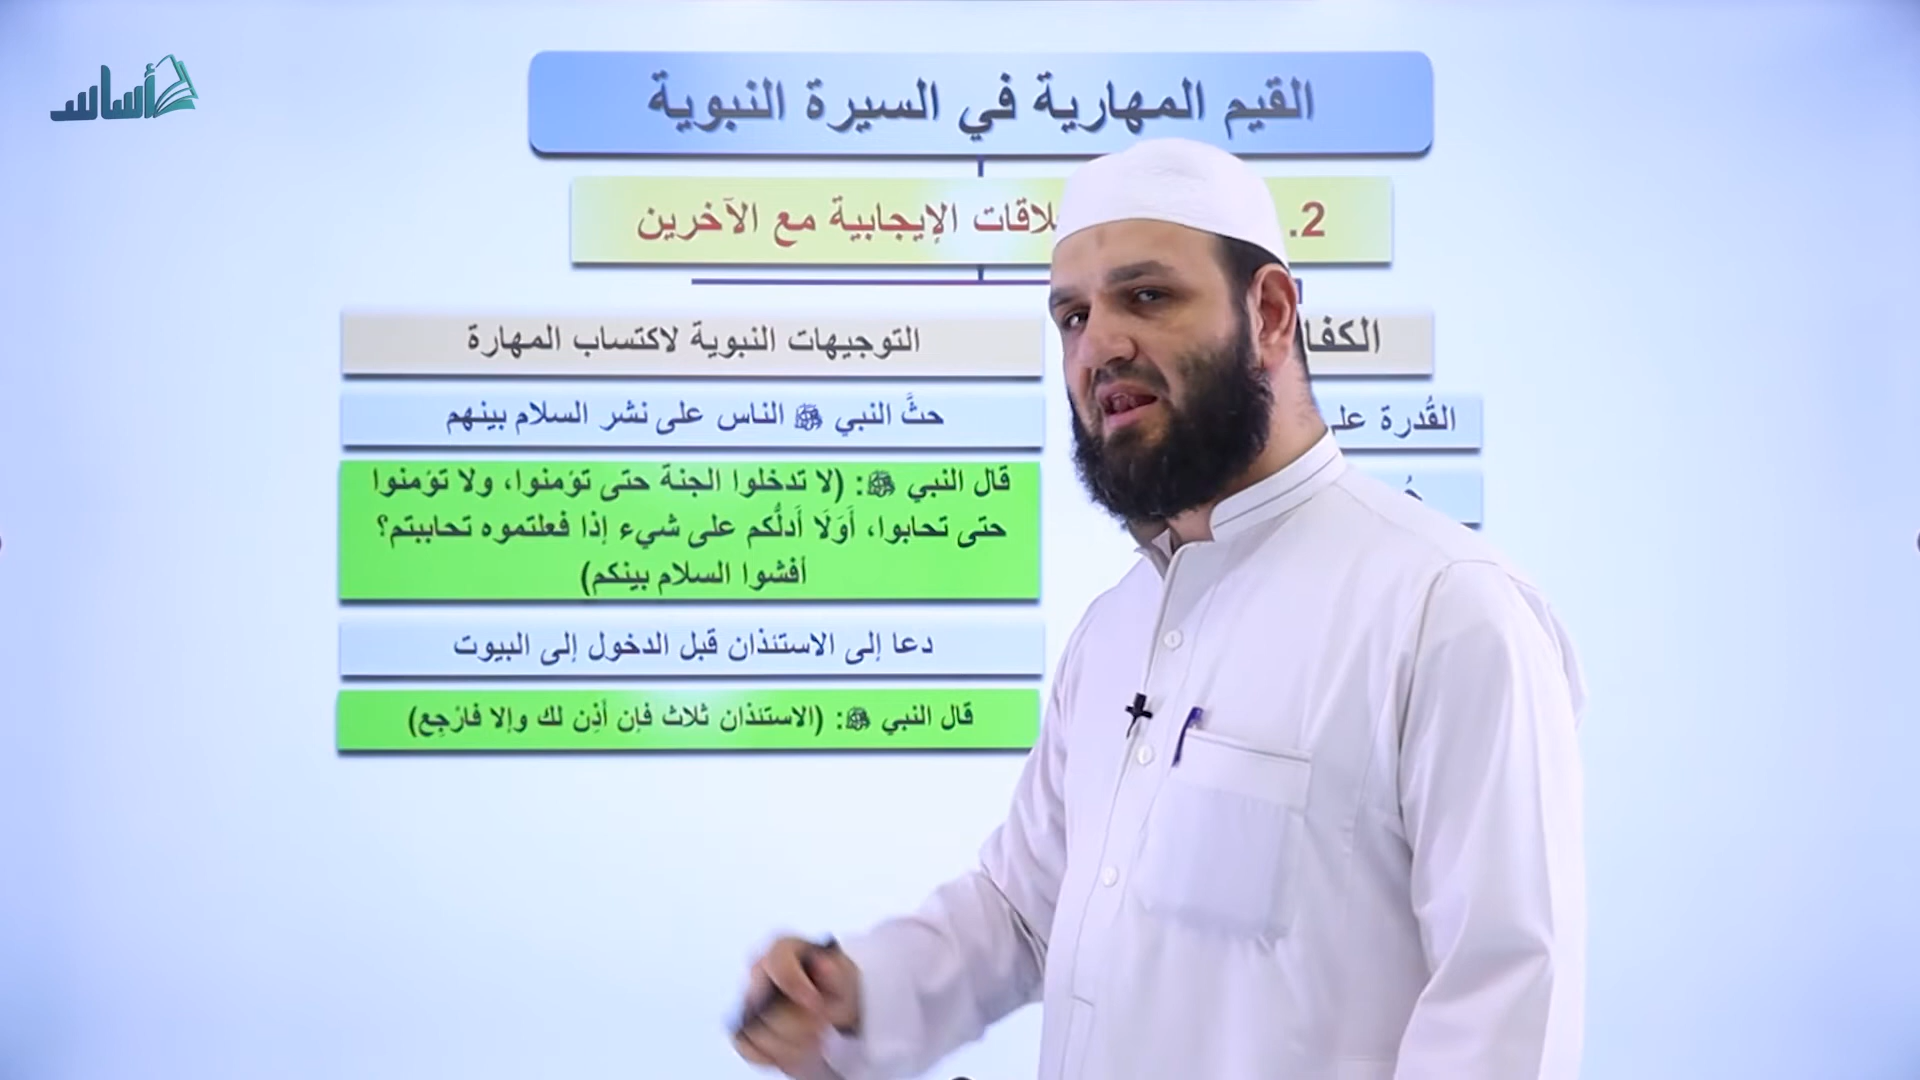 أساس
القيم المهارية في السيرة النبوية
2. لاقات الإيجابية مع الآخرين
التوجيهات النبوية لاكتساب المهارة
حثَّ النبي ﷺ الناس على نشر السلام بينهم
قال النبي ﷺ: (لا تدخلوا الجنة حتى تؤمنوا، ولا تؤمنوا
حتى تحابوا، أَوَلَا أَدلُّكم على شيء إذا فعلتموه تحاببتم؟
أفشوا السلام بينكم)
دعا إلى الاستئذان قبل الدخول إلى البيوت
قال النبي ﷺ: (الاستئذان ثلاث فإن أُذِن لك وإلا فارْجِع)
الكفا
القُدرة على